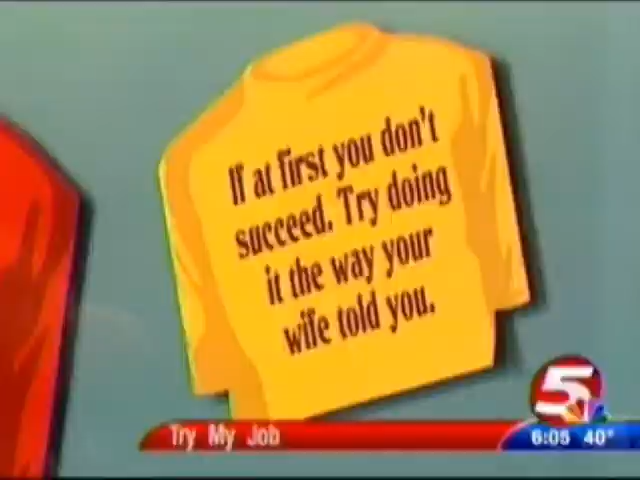 If at first you don't
succeed. Try doing
it the way your
wife told you.
5
Try My Job
6:05 40°